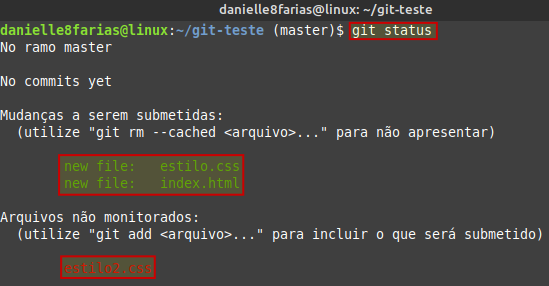 danielle8farias@linux: ~/git-teste
danielle8farias@linux:~/git-teste (master)$ git status
No ramo master
No commits yet
Mudanças a serem submetidas:
(utilize "git rm --cached <arquivo>..." para não apresentar)
new file: estilo.css
new file: index.html
Arquivos não monitorados:
(utilize "git add <arquivo>..." para incluir o que será submetido)
estilo2.css